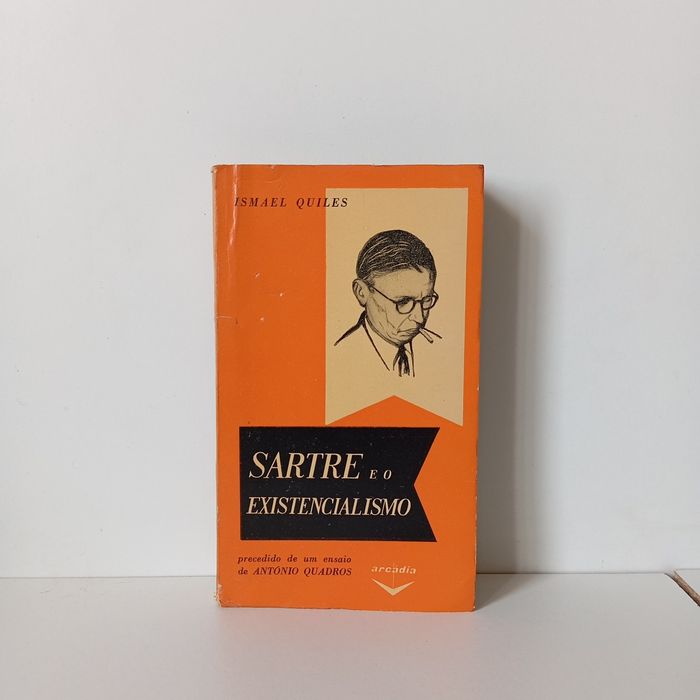 ISMAEL QUILES
SARTRE E O
EXISTENCIALISMO
precedido de um ensaio
de ANTÓNIO QUADROS
arcádia